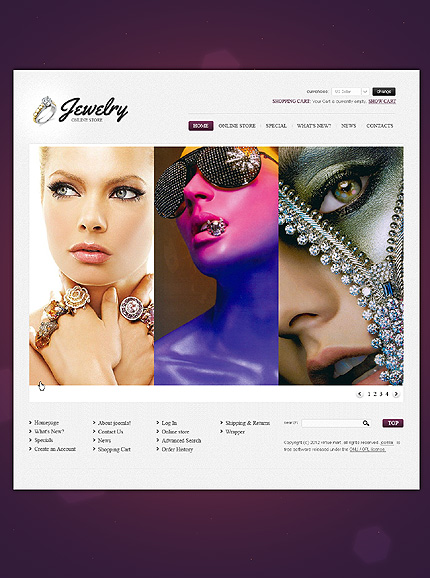 currencies: US Dollar change
Jewelry
ONLINE STORE
SHOPPING CART: Your Cart is currently empty. SHOW CART
HOME ONLINE STORE SPECIAL WHAT'S NEW? NEWS CONTACTS
1 2 3 4
Homepage About joomla! Log In Shipping & Returns search TOP
What's New? Contact Us Online store Wrapper
Specials News Advanced Search
Create an Account Shopping Cart Order History
Copyright (c) 2012 virtue-mart. all rights reserved. joomla! is
free software released under the GNU / GPL license.